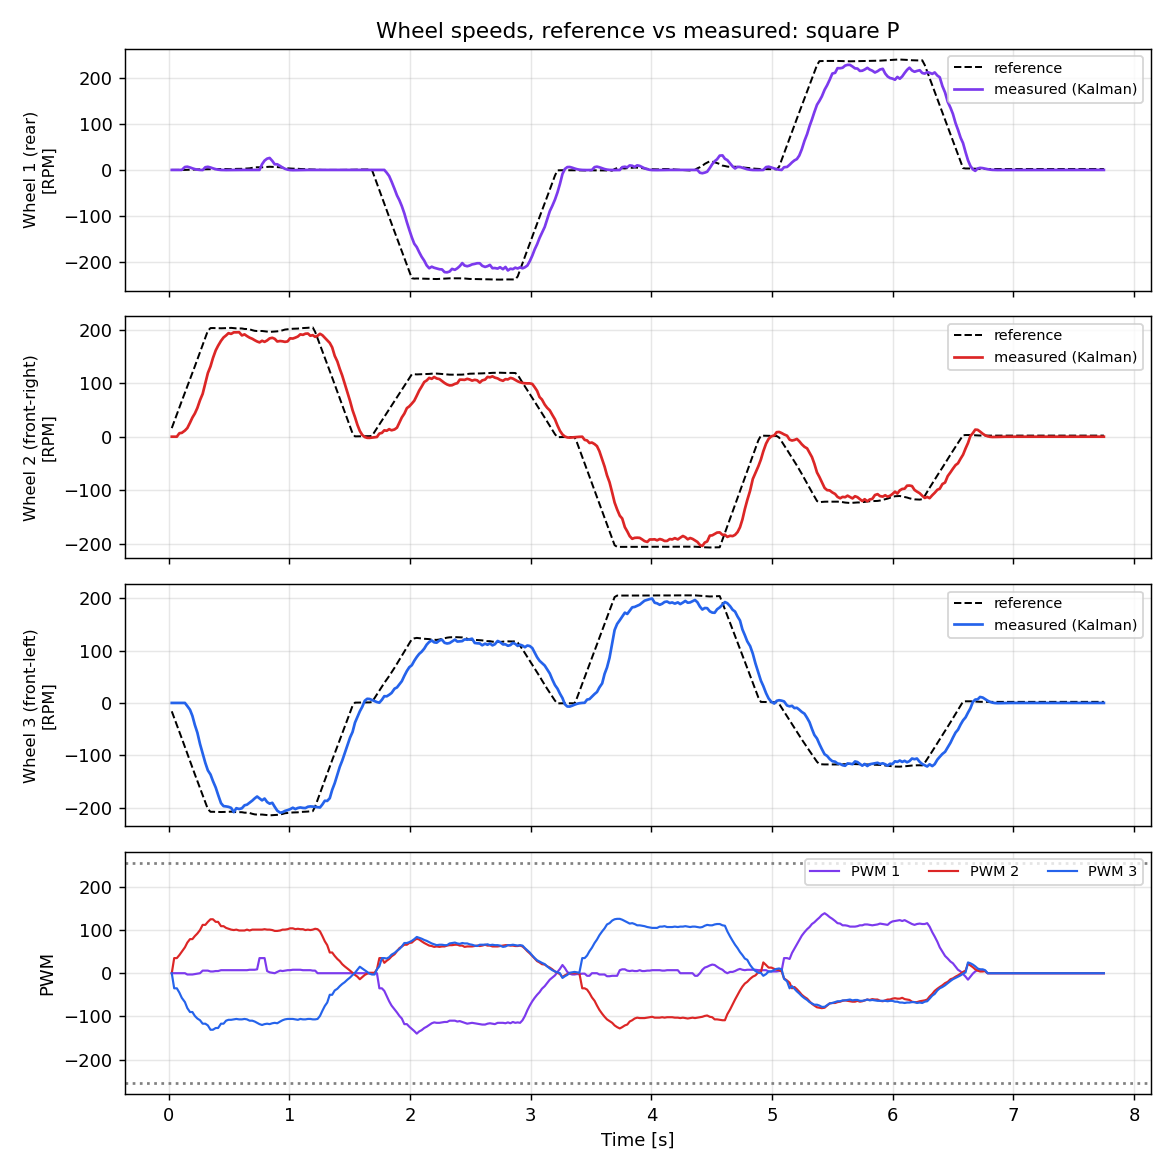 Wheel speeds, reference vs measured: square P
Wheel 1 (rear)
[RPM]
200
100
0
−100
−200
reference
measured (Kalman)
Wheel 2 (front-right)
[RPM]
200
100
0
−100
−200
reference
measured (Kalman)
Wheel 3 (front-left)
[RPM]
200
100
0
−100
−200
reference
measured (Kalman)
PWM
200
100
0
−100
−200
PWM 1 PWM 2 PWM 3
0 1 2 3 4 5 6 7 8
Time [s]